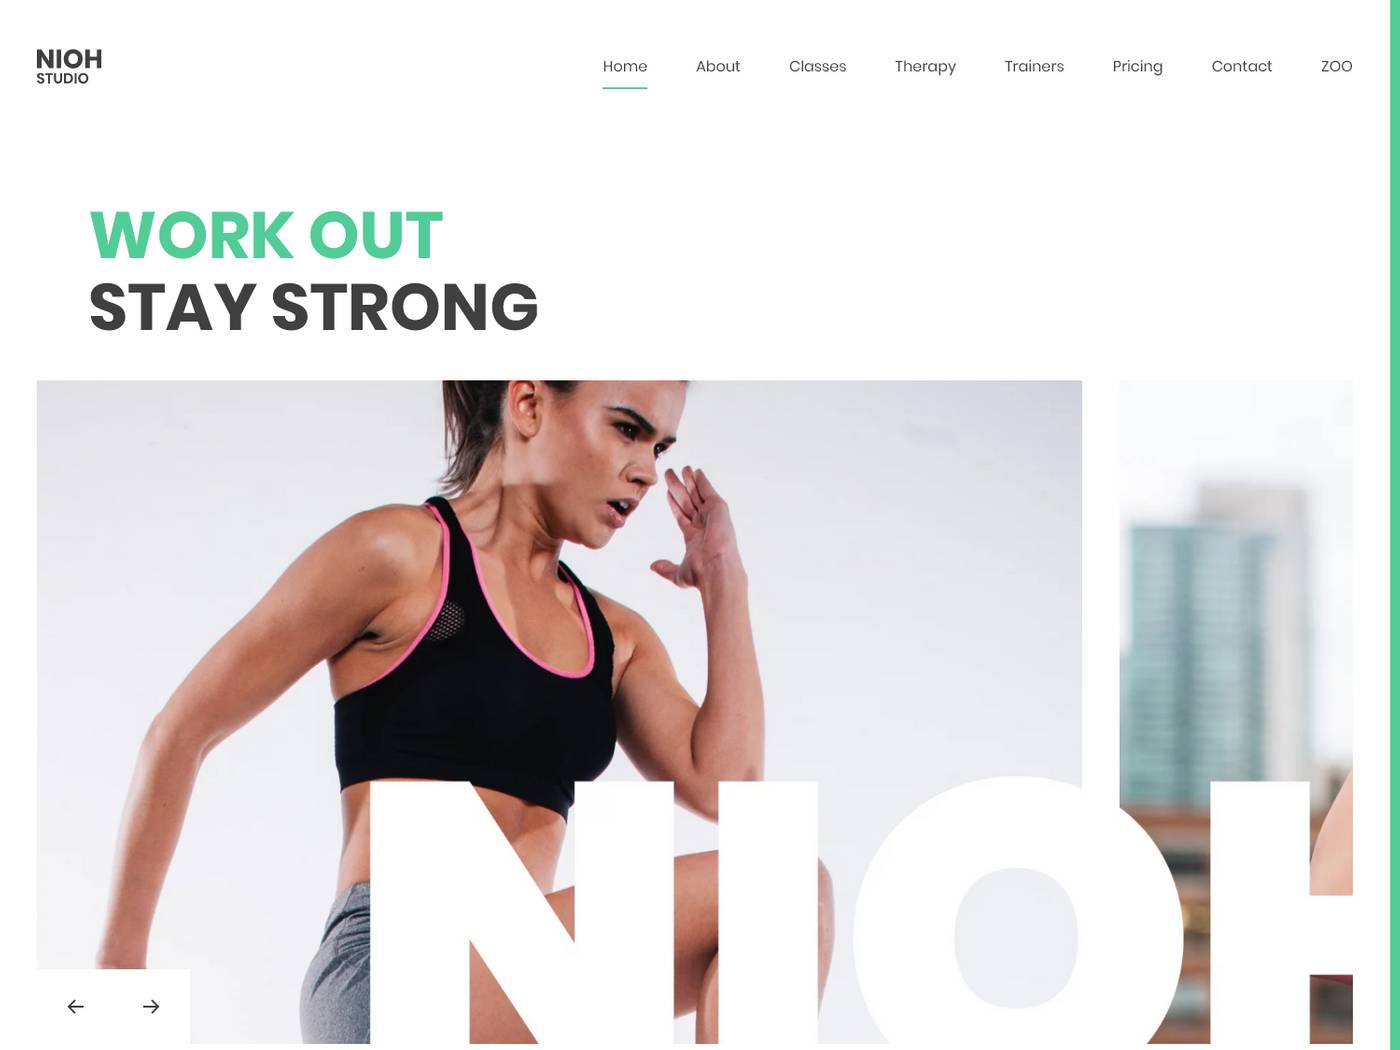 NIOH
STUDIO
Home About Classes Therapy Trainers Pricing Contact ZOO
WORK OUT
STAY STRONG
NIOH